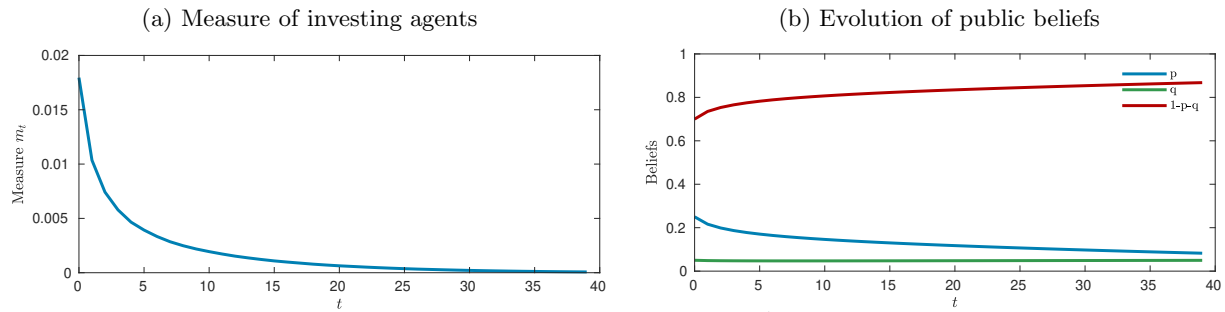 (a) Measure of investing agents
0.02
0.015
0.01
0.005
0
Measure m_t
0 5 10 15 20 25 30 35 40
t
(b) Evolution of public beliefs
1
0.8
0.6
0.4
0.2
0
Beliefs
p
q
1-p-q
0 5 10 15 20 25 30 35 40
t